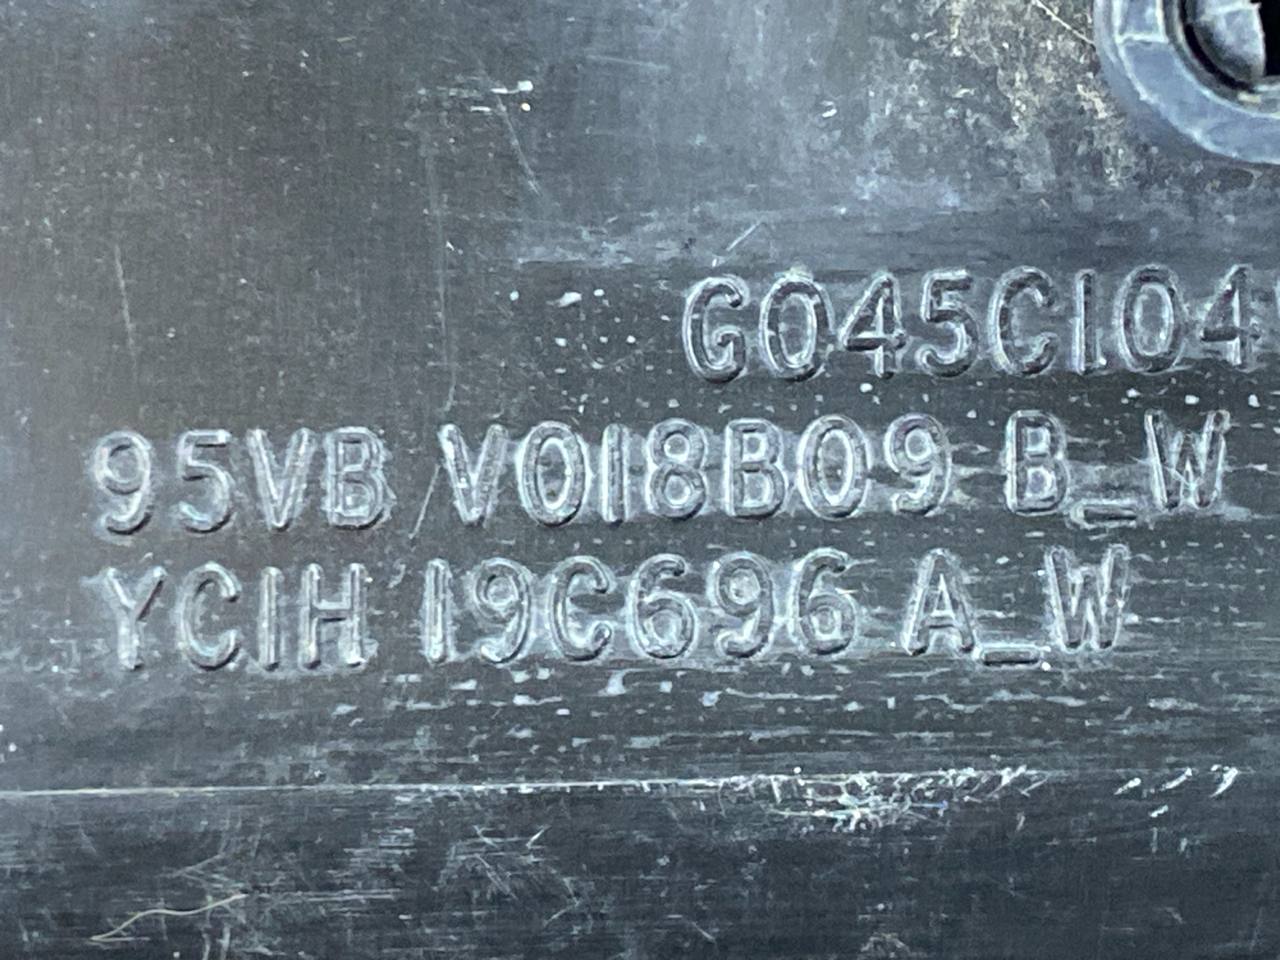 G045C104
95VB V018B09 B_W
YC1H 19C696 A_W